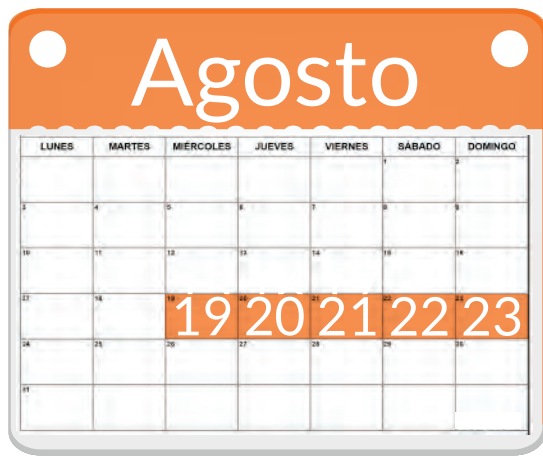 Agosto
LUNES MARTES MIÉRCOLES JUEVES VIERNES SÁBADO DOMINGO
1 2
3 4 5 6 7 8 9
10 11 12 13 14 15 16
17 18 19 20 21 22 23
24 25 26 27 28 29 30
31